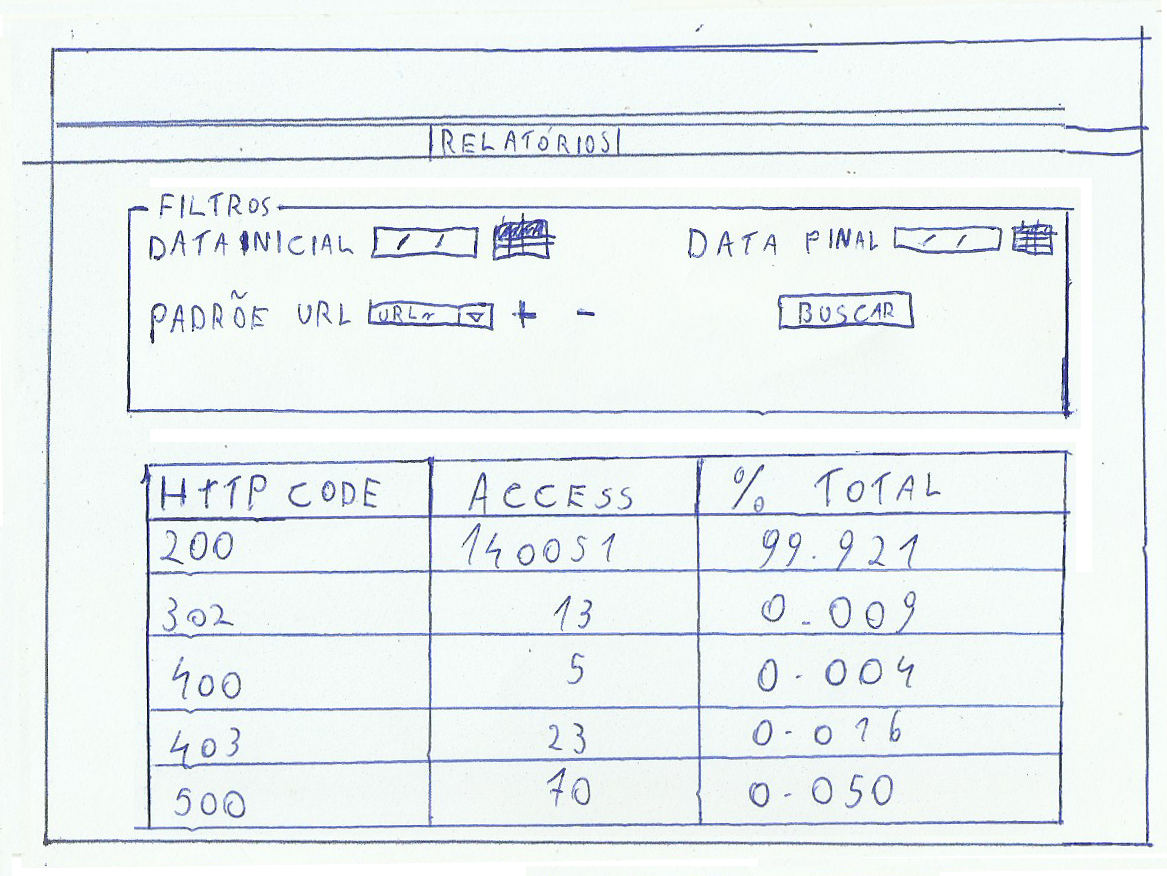 RELATÓRIOS
FILTROS
DATA INICIAL / / DATA FINAL / /
PADRÕE URL URL~ + - BUSCAR
HTTP CODE ACCESS % TOTAL
200 140051 99.921
302 13 0.009
400 5 0.004
403 23 0.016
500 70 0.050